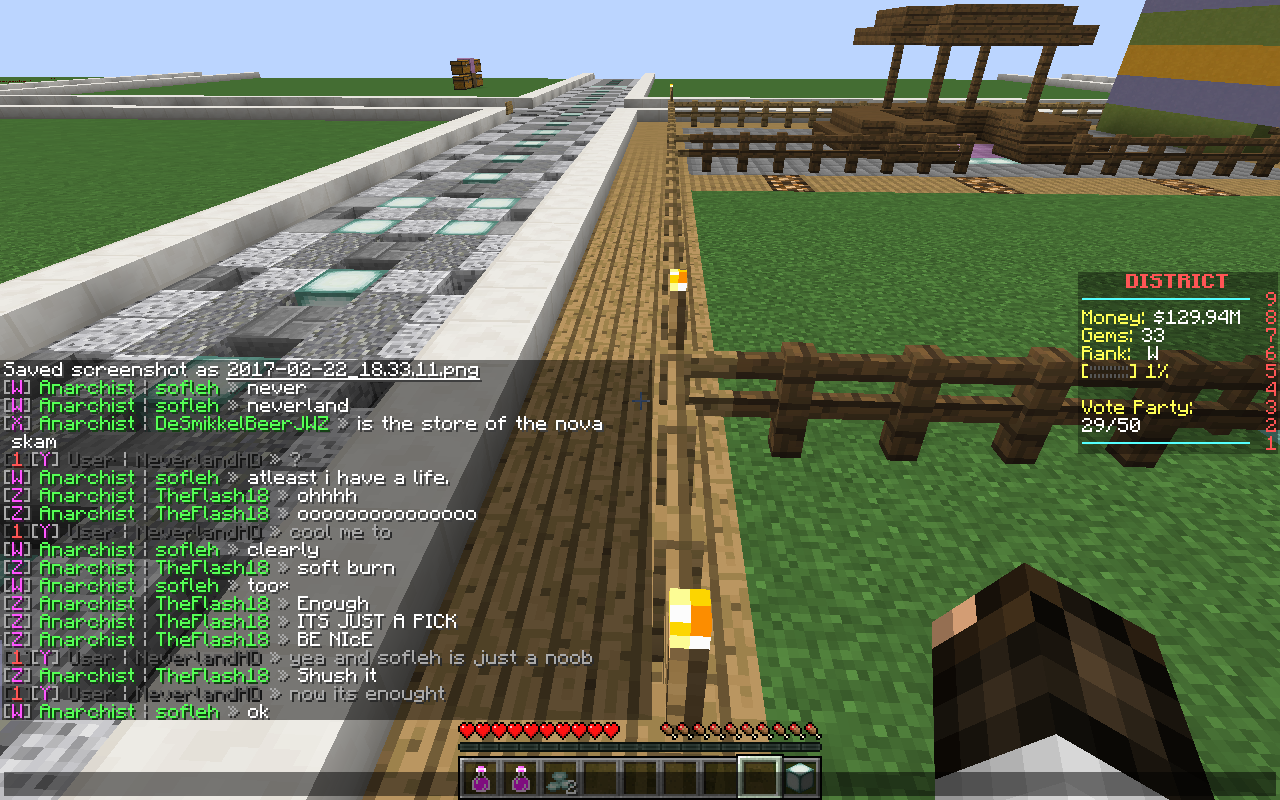 DISTRICT
9
Money: $129.94M 8
Gems: 33 7
Rank: W 6
[||||||||||] 1% 5
4
Vote Party: 3
29/50 2
1
Saved screenshot as 2017-02-22_18.33.11.png
[W] Anarchist | sofleh » never
[W] Anarchist | sofleh » neverland
[X] Anarchist | DeSmikkelBeerJWZ » is the store of the nova
skam
[1][Y] User | NeverlandHD » ?
[W] Anarchist | sofleh » atleast i have a life.
[Z] Anarchist | TheFlash18 » ohhhh
[Z] Anarchist | TheFlash18 » ooooooooooooooo
[1][Y] User | NeverlandHD » cool me to
[W] Anarchist | sofleh » clearly
[Z] Anarchist | TheFlash18 » soft burn
[W] Anarchist | sofleh » too*
[Z] Anarchist | TheFlash18 » Enough
[Z] Anarchist | TheFlash18 » ITS JUST A PICK
[Z] Anarchist | TheFlash18 » BE NIcE
[1][Y] User | NeverlandHD » yea and sofleh is just a noob
[Z] Anarchist | TheFlash18 » Shush it
[1][Y] User | NeverlandHD » now its enought
[W] Anarchist | sofleh » ok
2